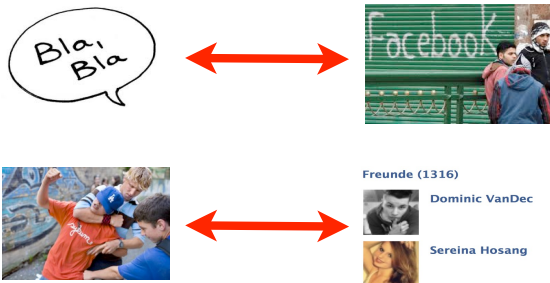 Bla,
Bla
Facebook
Freunde (1316)
Dominic VanDec
Sereina Hosang